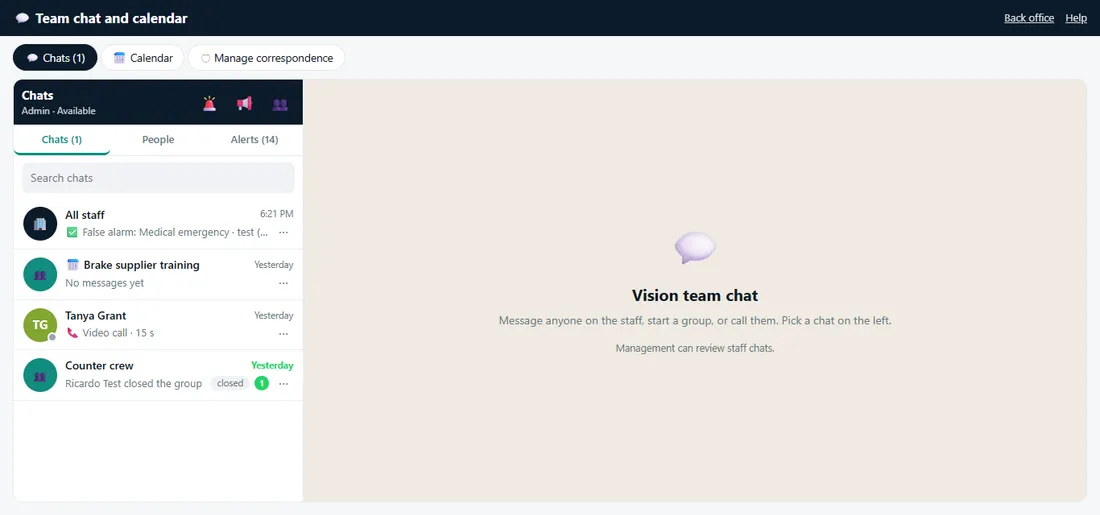 Team chat and calendar
Back office
Help
Chats (1)
Calendar
Manage correspondence
Chats
Admin · Available
Chats (1)
People
Alerts (14)
Search chats
All staff
6:21 PM
False alarm: Medical emergency · test (...
Brake supplier training
Yesterday
No messages yet
TG
Tanya Grant
Yesterday
Video call · 15 s
Counter crew
Yesterday
Ricardo Test closed the group
closed
1
Vision team chat
Message anyone on the staff, start a group, or call them. Pick a chat on the left.
Management can review staff chats.